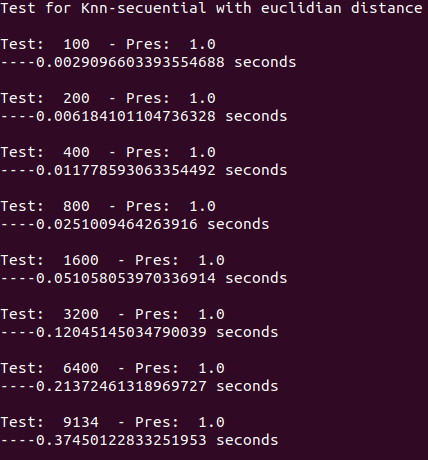 Test for Knn-secuential with euclidian distance
Test:  100  - Pres:  1.0
----0.0029096603393554688 seconds
Test:  200  - Pres:  1.0
----0.006184101104736328 seconds
Test:  400  - Pres:  1.0
----0.011778593063354492 seconds
Test:  800  - Pres:  1.0
----0.0251009464263916 seconds
Test:  1600  - Pres:  1.0
----0.051058053970336914 seconds
Test:  3200  - Pres:  1.0
----0.12045145034790039 seconds
Test:  6400  - Pres:  1.0
----0.21372461318969727 seconds
Test:  9134  - Pres:  1.0
----0.37450122833251953 seconds